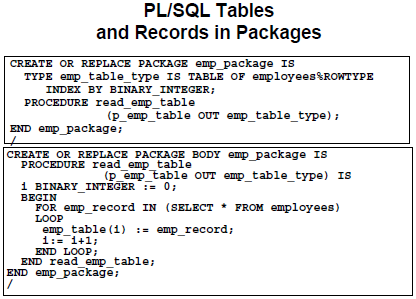 PL/SQL Tables
and Records in Packages
CREATE OR REPLACE PACKAGE emp_package IS
TYPE emp_table_type IS TABLE OF employees%ROWTYPE
INDEX BY BINARY_INTEGER;
PROCEDURE read_emp_table
(p_emp_table OUT emp_table_type);
END emp_package;
/
CREATE OR REPLACE PACKAGE BODY emp_package IS
PROCEDURE read_emp_table
(p_emp_table OUT emp_table_type) IS
i BINARY_INTEGER := 0;
BEGIN
FOR emp_record IN (SELECT * FROM employees)
LOOP
emp_table(i) := emp_record;
i:= i+1;
END LOOP;
END read_emp_table;
END emp_package;
/